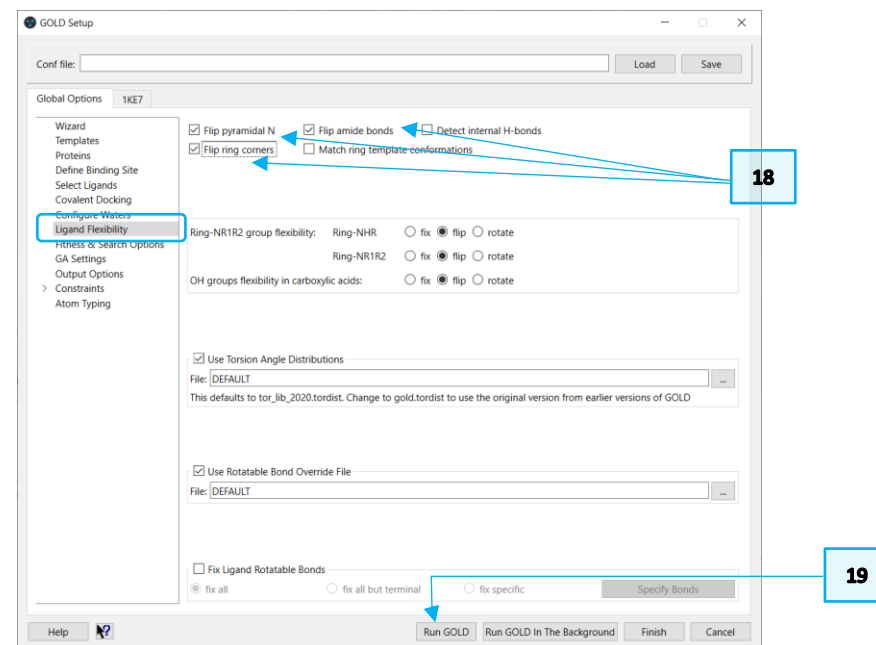 GOLD Setup
Conf file: Load Save
Global Options 1KE7
Wizard
Templates
Proteins
Define Binding Site
Select Ligands
Covalent Docking
Configure Waters
Ligand Flexibility
Fitness & Search Options
GA Settings
Output Options
Constraints
Atom Typing
Flip pyramidal N Flip amide bonds Detect internal H-bonds
Flip ring corners Match ring template conformations
18
Ring-NR1R2 group flexibility: Ring-NHR fix flip rotate
Ring-NR1R2 fix flip rotate
OH groups flexibility in carboxylic acids: fix flip rotate
Use Torsion Angle Distributions
File: DEFAULT ...
This defaults to tor_lib_2020.tordist. Change to gold.tordist to use the original version from earlier versions of GOLD
Use Rotatable Bond Override File
File: DEFAULT ...
Fix Ligand Rotatable Bonds
fix all fix all but terminal fix specific Specify Bonds
19
Help Run GOLD Run GOLD In The Background Finish Cancel